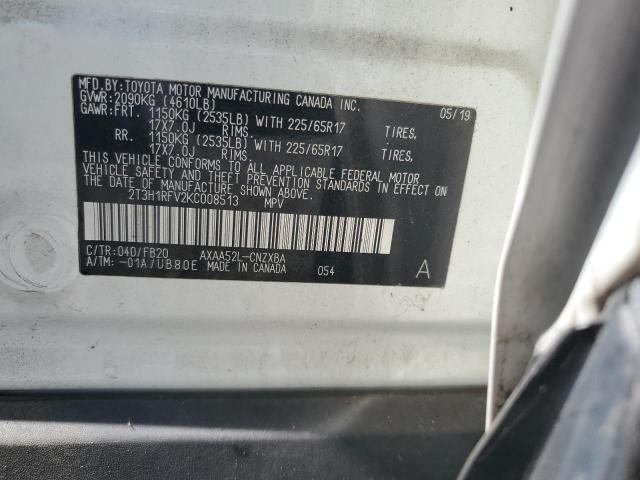 MFD.BY:TOYOTA MOTOR MANUFACTURING CANADA INC. 05/19
GVWR:2090KG (4610LB)
GAWR:FRT. 1150KG (2535LB) WITH 225/65R17 TIRES,
17X7.0J RIMS.
RR. 1150KG (2535LB) WITH 225/65R17 TIRES,
17X7.0J RIMS.
THIS VEHICLE CONFORMS TO ALL APPLICABLE FEDERAL MOTOR
VEHICLE SAFETY AND THEFT PREVENTION STANDARDS IN
EFFECT ON THE DATE OF MANUFACTURE SHOWN ABOVE.
2T3H1RFV2KC008513 MPV
C/TR:040/FB20 AXAA52L-CNZXBA
A/TM:-01A/UB80E MADE IN CANADA 054 A